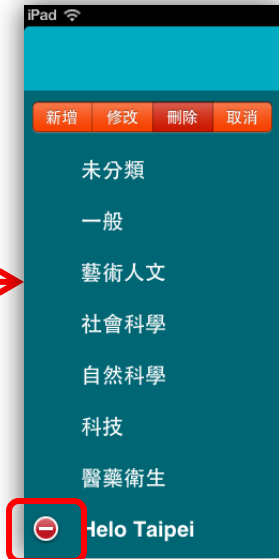 iPad
新增 修改 刪除 取消
未分類
一般
藝術人文
社會科學
自然科學
科技
醫藥衛生
Helo Taipei